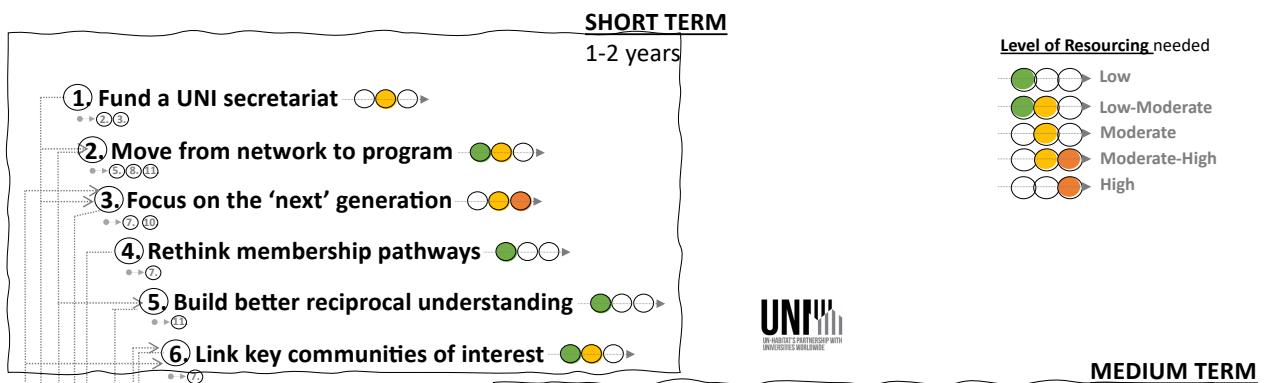 SHORT TERM
1-2 years
1. Fund a UNI secretariat
2. 3.
2. Move from network to program
5. 8. 11.
3. Focus on the ‘next’ generation
7. 10
4. Rethink membership pathways
7.
5. Build better reciprocal understanding
11.
6. Link key communities of interest
7.
Level of Resourcing needed
Low
Low-Moderate
Moderate
Moderate-High
High
UNI
UN-HABITAT'S PARTNERSHIP WITH
UNIVERSITIES WORLDWIDE
MEDIUM TERM